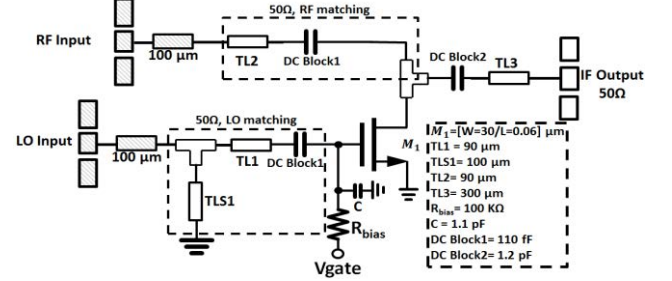 50Ω, RF matching
RF Input
100 µm
TL2
DC Block1
DC Block2
TL3
IF Output
50Ω
50Ω, LO matching
LO Input
100 µm
TL1
DC Block1
M1
TLS1
C
Rbias
Vgate
M1=[W=30/L=0.06] µm
TL1= 90 µm
TLS1= 100 µm
TL2= 90 µm
TL3= 300 µm
Rbias= 100 KΩ
C = 1.1 pF
DC Block1= 110 fF
DC Block2= 1.2 pF